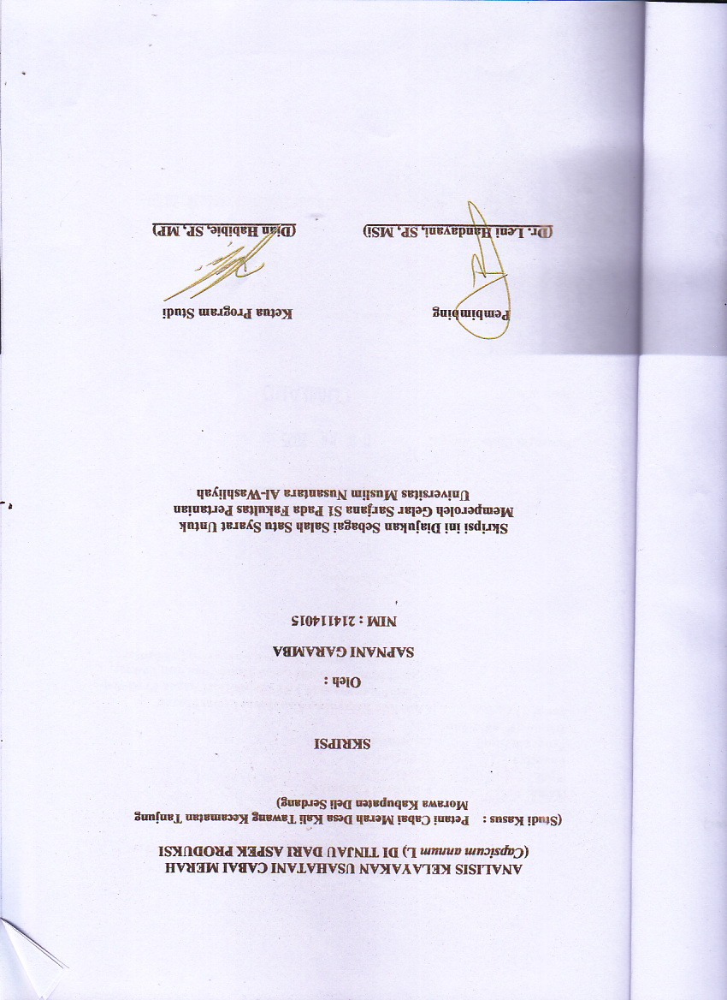 ANALISIS KELAYAKAN USAHATANI CABAI MERAH
(Capsicum annum L) DI TINJAU DARI ASPEK PRODUKSI
(Studi Kasus : Petani Cabai Merah Desa Kali Tawang Kecamatan Tanjung
Morawa Kabupaten Deli Serdang)
SKRIPSI
Oleh :
SAPNANI GARAMBA
NIM : 214114015
Skripsi ini Diajukan Sebagai Salah Satu Syarat Untuk
Memperoleh Gelar Sarjana S1 Pada Fakultas Pertanian
Universitas Muslim Nusantara Al-Washliyah
Pembimbing
Ketua Program Studi
(Dr. Leni Handayani, SP, MSi)
(Dian Habibie, SP, MP)